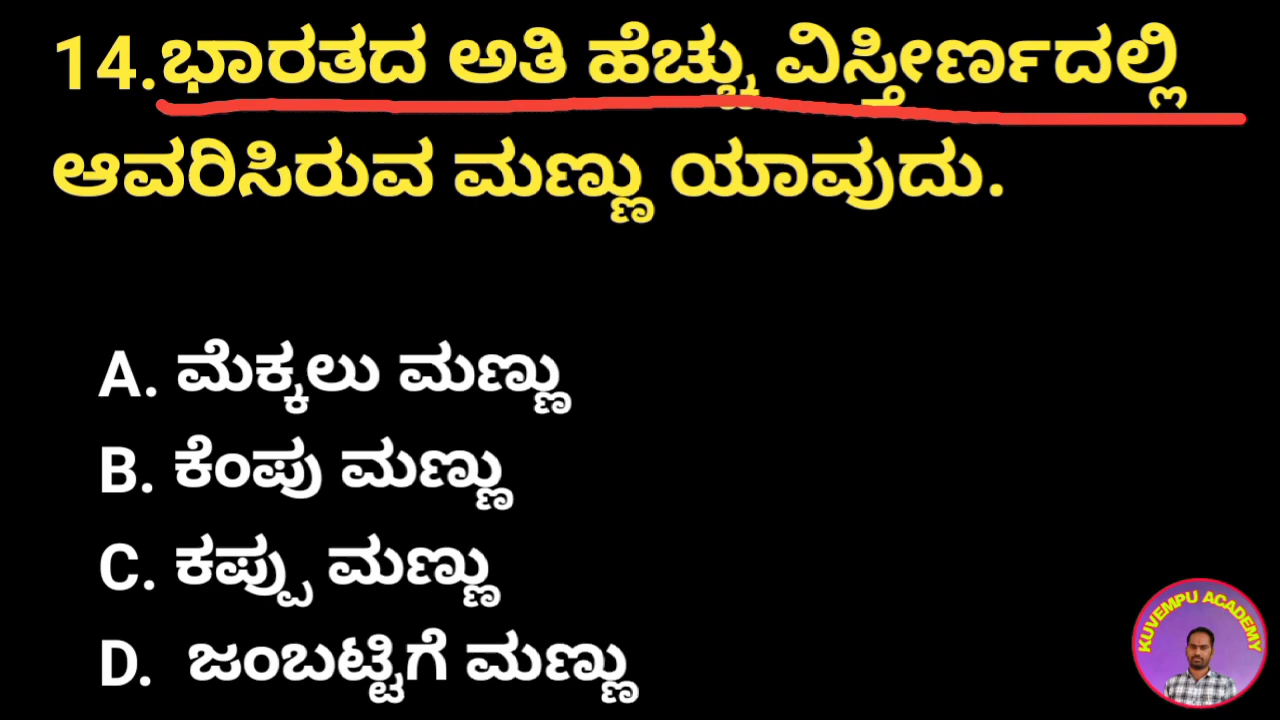 14.ಭಾರತದ ಅತಿ ಹೆಚ್ಚು ವಿಸ್ತೀರ್ಣದಲ್ಲಿ
ಆವರಿಸಿರುವ ಮಣ್ಣು ಯಾವುದು.
A. ಮೆಕ್ಕಲು ಮಣ್ಣು
B. ಕೆಂಪು ಮಣ್ಣು
C. ಕಪ್ಪು ಮಣ್ಣು
D. ಜಂಬಟ್ಟಿಗೆ ಮಣ್ಣು
KUVEMPU ACADEMY